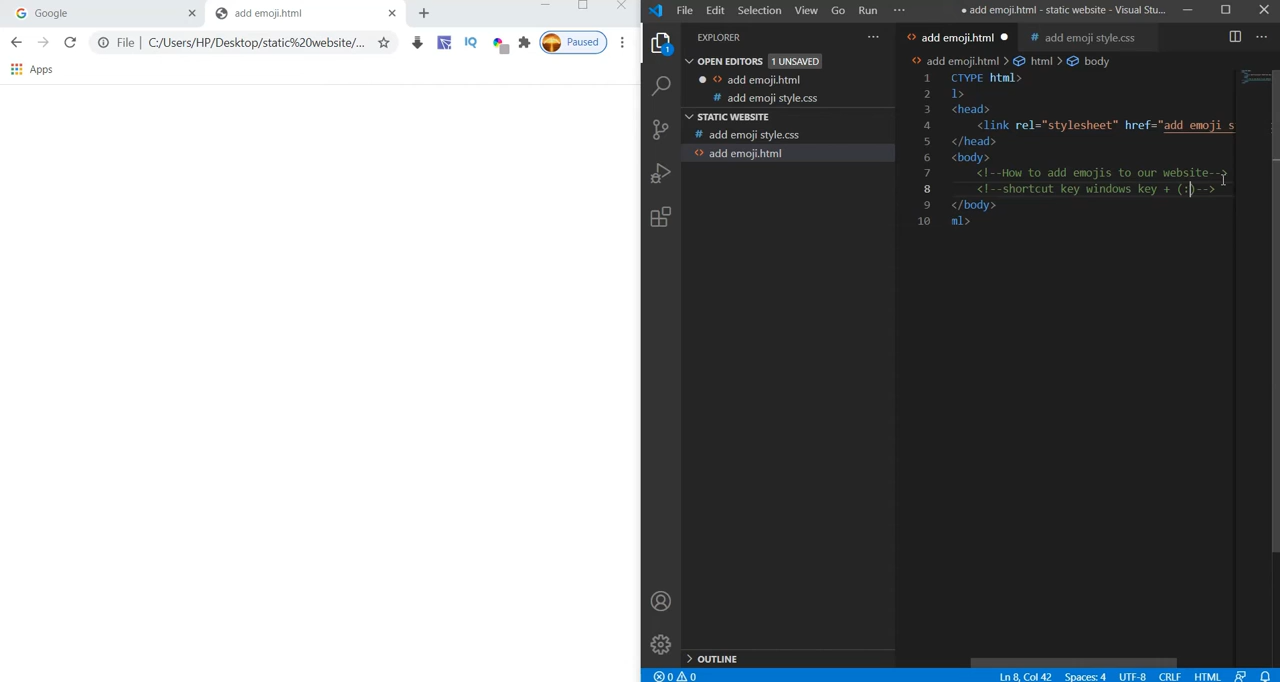 Google
add emoji.html
File
C:/Users/HP/Desktop/static%20website/...
IQ
Paused
Apps
File Edit Selection View Go Run ...
● add emoji.html - static website - Visual Stu...
EXPLORER
OPEN EDITORS 1 UNSAVED
<> add emoji.html
# add emoji style.css
STATIC WEBSITE
# add emoji style.css
<> add emoji.html
OUTLINE
1
<> add emoji.html ●
# add emoji style.css
<> add emoji.html > html > body
1 CTYPE html>
2 l>
3 <head>
4 <link rel="stylesheet" href="add emoji s
5 </head>
6 <body>
7 <!--How to add emojis to our website-->
8 <!--shortcut key windows key + (:)-->
9 </body>
10 ml>
0 0 Ln 8, Col 42 Spaces: 4 UTF-8 CRLF HTML